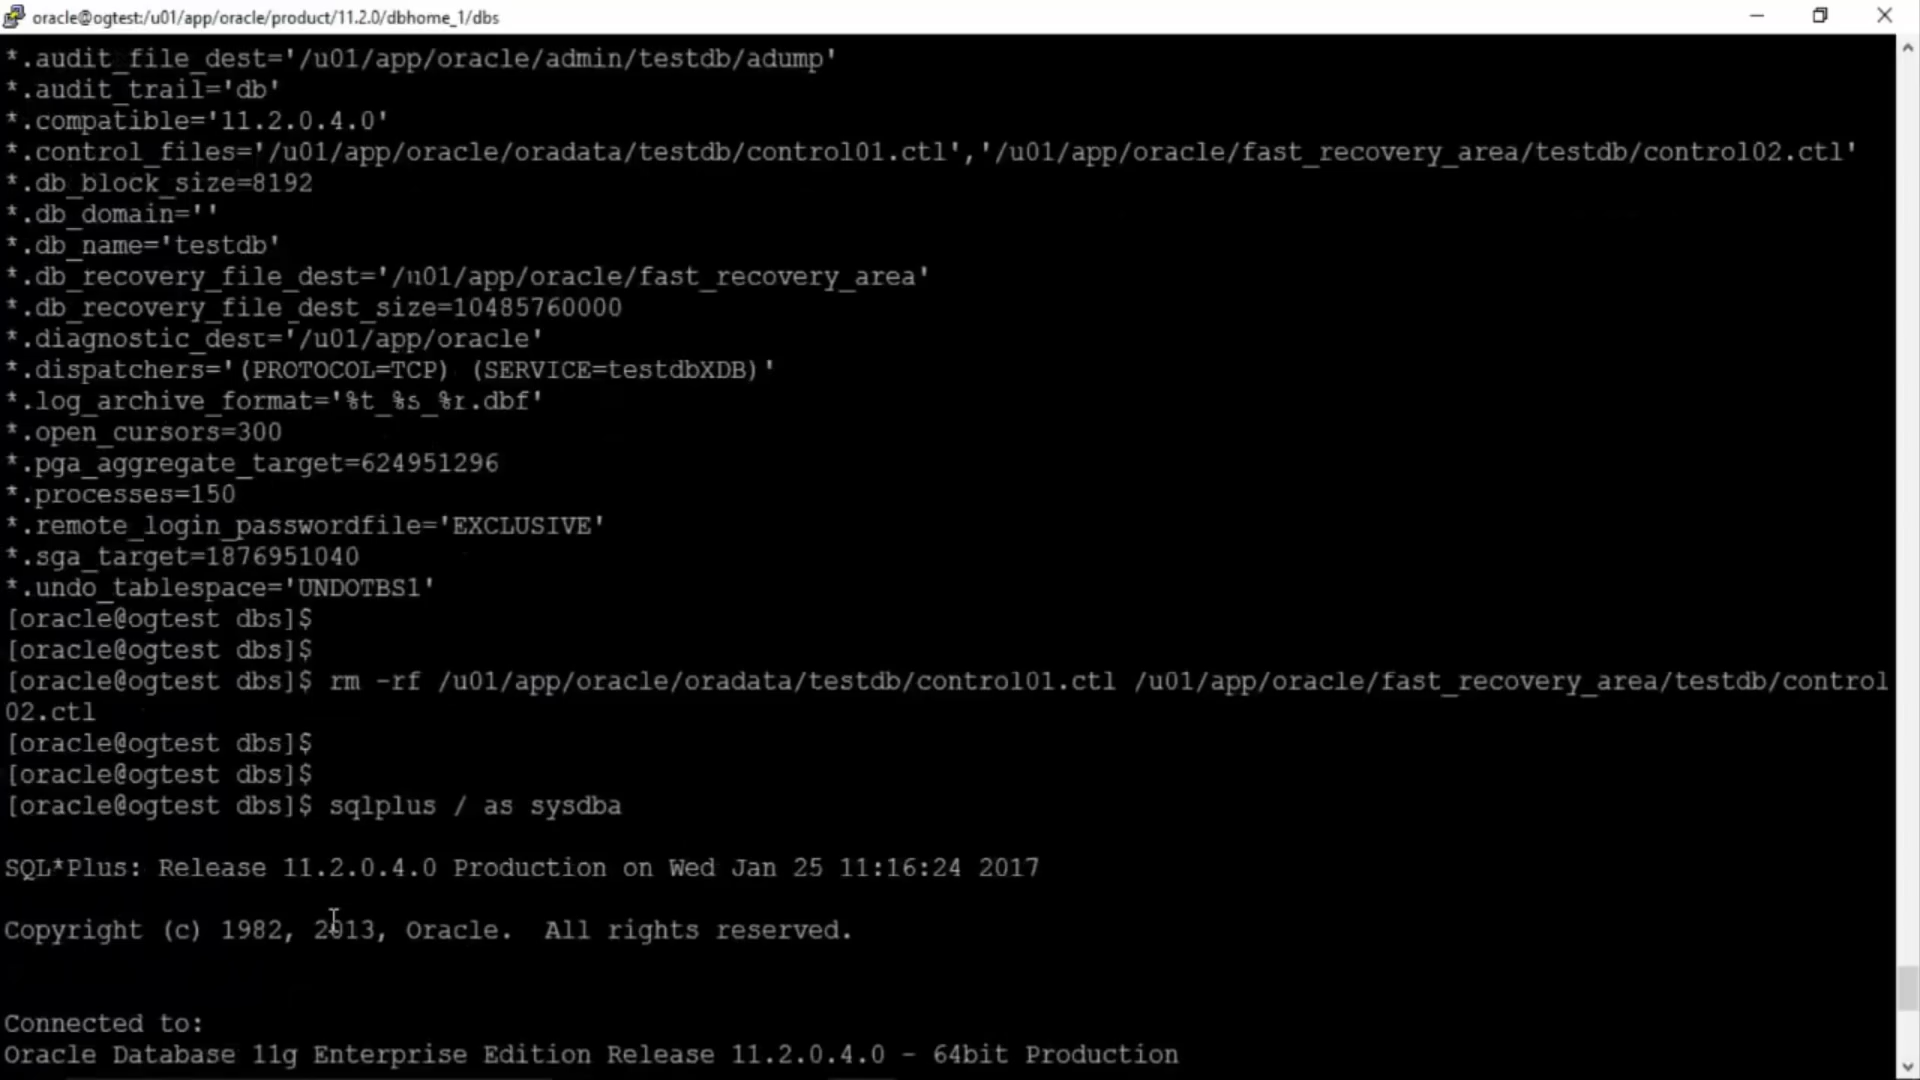 oracle@ogtest:/u01/app/oracle/product/11.2.0/dbhome_1/dbs
*.audit_file_dest='/u01/app/oracle/admin/testdb/adump'
*.audit_trail='db'
*.compatible='11.2.0.4.0'
*.control_files='/u01/app/oracle/oradata/testdb/control01.ctl','/u01/app/oracle/fast_recovery_area/testdb/control02.ctl'
*.db_block_size=8192
*.db_domain=''
*.db_name='testdb'
*.db_recovery_file_dest='/u01/app/oracle/fast_recovery_area'
*.db_recovery_file_dest_size=10485760000
*.diagnostic_dest='/u01/app/oracle'
*.dispatchers='(PROTOCOL=TCP) (SERVICE=testdbXDB)'
*.log_archive_format='%t_%s_%r.dbf'
*.open_cursors=300
*.pga_aggregate_target=624951296
*.processes=150
*.remote_login_passwordfile='EXCLUSIVE'
*.sga_target=1876951040
*.undo_tablespace='UNDOTBS1'
[oracle@ogtest dbs]$
[oracle@ogtest dbs]$
[oracle@ogtest dbs]$ rm -rf /u01/app/oracle/oradata/testdb/control01.ctl /u01/app/oracle/fast_recovery_area/testdb/control
02.ctl
[oracle@ogtest dbs]$
[oracle@ogtest dbs]$
[oracle@ogtest dbs]$ sqlplus / as sysdba
SQL*Plus: Release 11.2.0.4.0 Production on Wed Jan 25 11:16:24 2017
Copyright (c) 1982, 2013, Oracle.  All rights reserved.
Connected to:
Oracle Database 11g Enterprise Edition Release 11.2.0.4.0 - 64bit Production